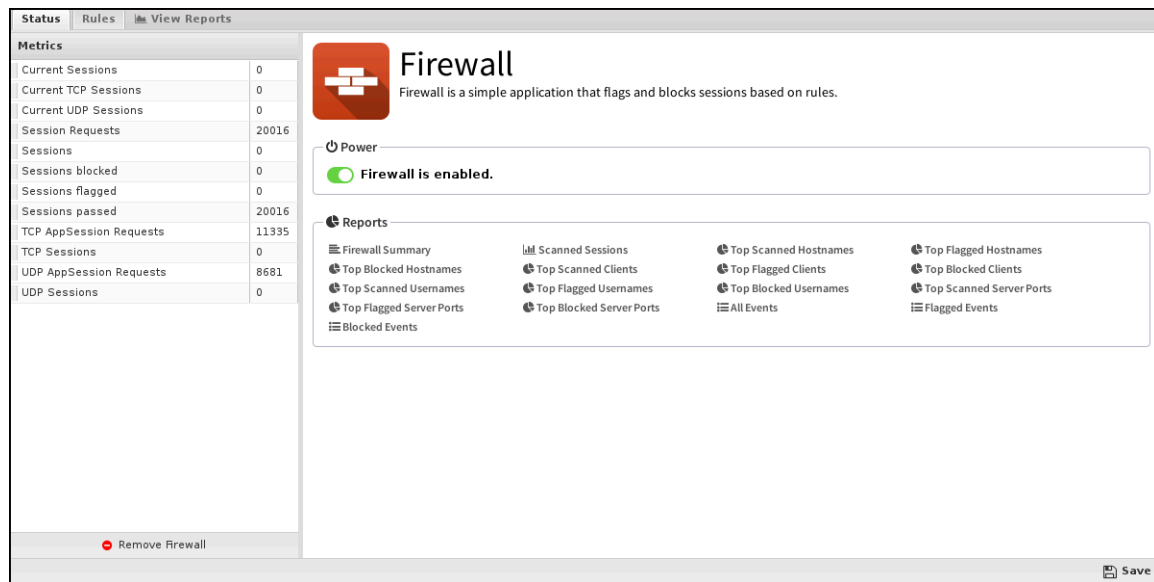 Status Rules View Reports
Metrics
Current Sessions 0
Current TCP Sessions 0
Current UDP Sessions 0
Session Requests 20016
Sessions 0
Sessions blocked 0
Sessions flagged 0
Sessions passed 20016
TCP AppSession Requests 11335
TCP Sessions 0
UDP AppSession Requests 8681
UDP Sessions 0
Remove Firewall
Firewall
Firewall is a simple application that flags and blocks sessions based on rules.
Power
Firewall is enabled.
Reports
Firewall Summary Scanned Sessions Top Scanned Hostnames Top Flagged Hostnames
Top Blocked Hostnames Top Scanned Clients Top Flagged Clients Top Blocked Clients
Top Scanned Usernames Top Flagged Usernames Top Blocked Usernames Top Scanned Server Ports
Top Flagged Server Ports Top Blocked Server Ports All Events Flagged Events
Blocked Events
Save